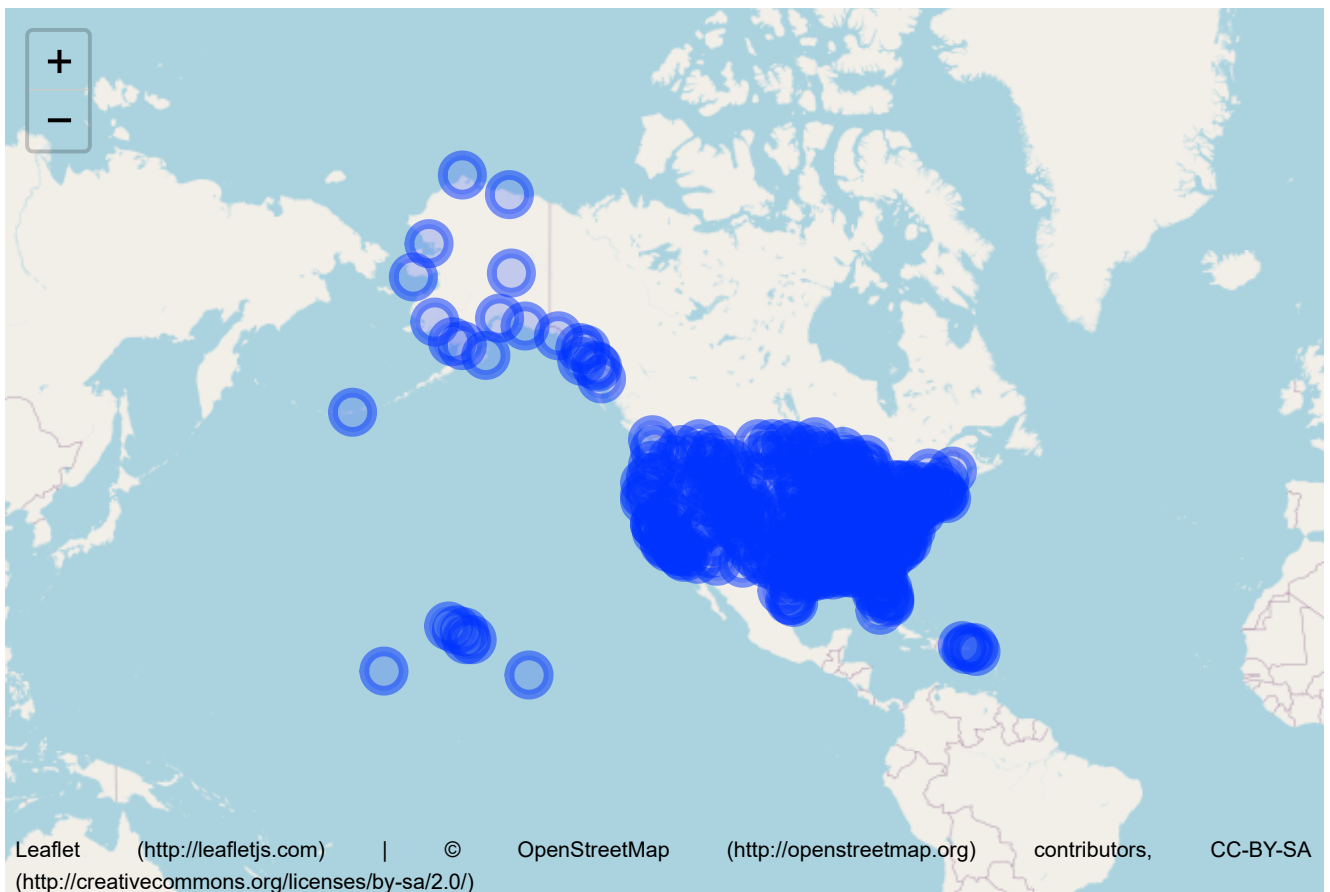 +
−
Leaflet (http://leafletjs.com) | © OpenStreetMap (http://openstreetmap.org) contributors, CC-BY-SA
(http://creativecommons.org/licenses/by-sa/2.0/)